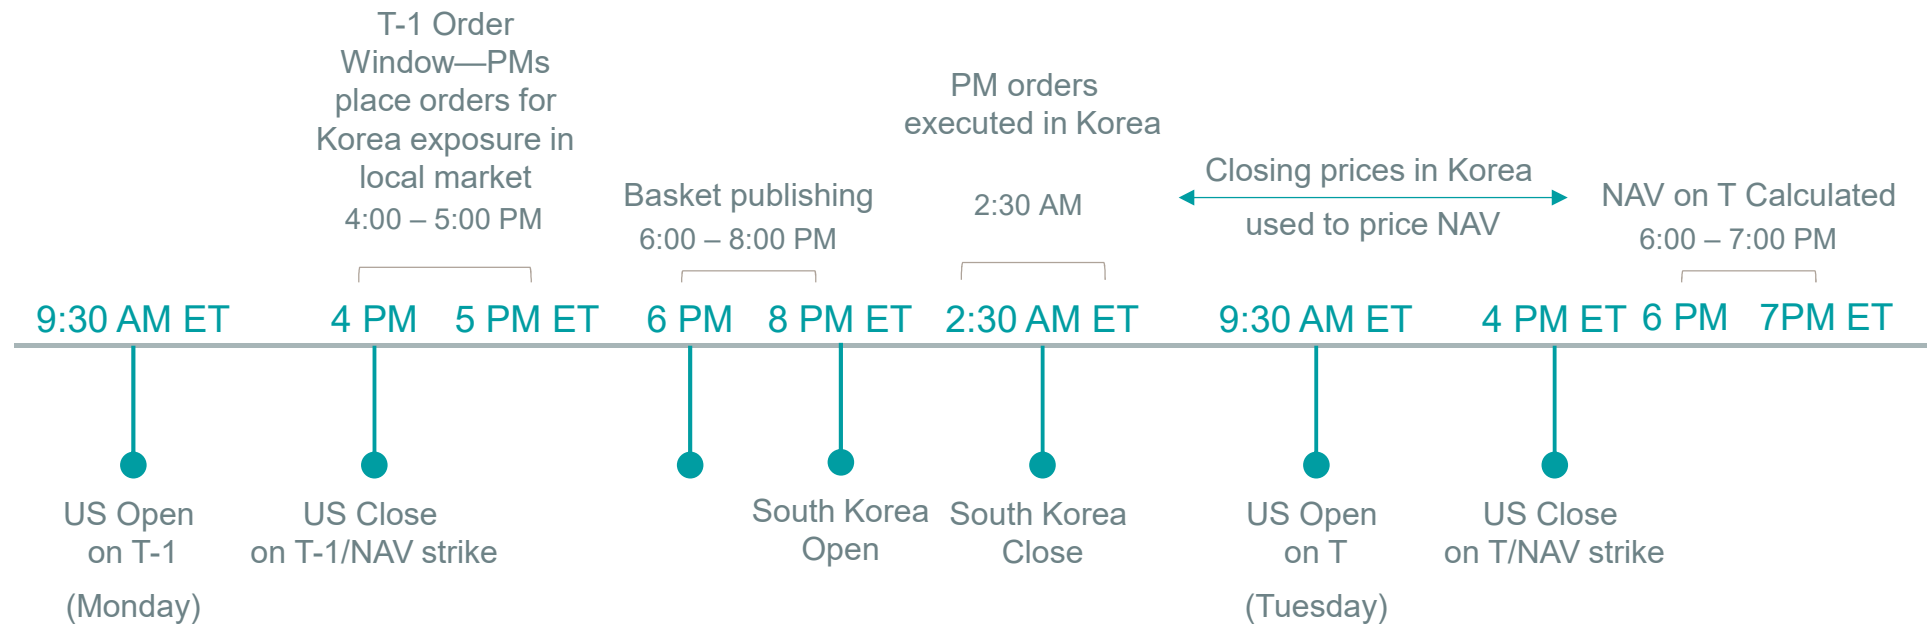 T-1 Order
Window—PMs
place orders for
Korea exposure in
local market
4:00 – 5:00 PM
Basket publishing
6:00 – 8:00 PM
PM orders
executed in Korea
2:30 AM
Closing prices in Korea
used to price NAV
NAV on T Calculated
6:00 – 7:00 PM
9:30 AM ET
4 PM
5 PM ET
6 PM
8 PM ET
2:30 AM ET
9:30 AM ET
4 PM ET
6 PM
7PM ET
US Open
on T-1
(Monday)
US Close
on T-1/NAV strike
South Korea
Open
South Korea
Close
US Open
on T
(Tuesday)
US Close
on T/NAV strike